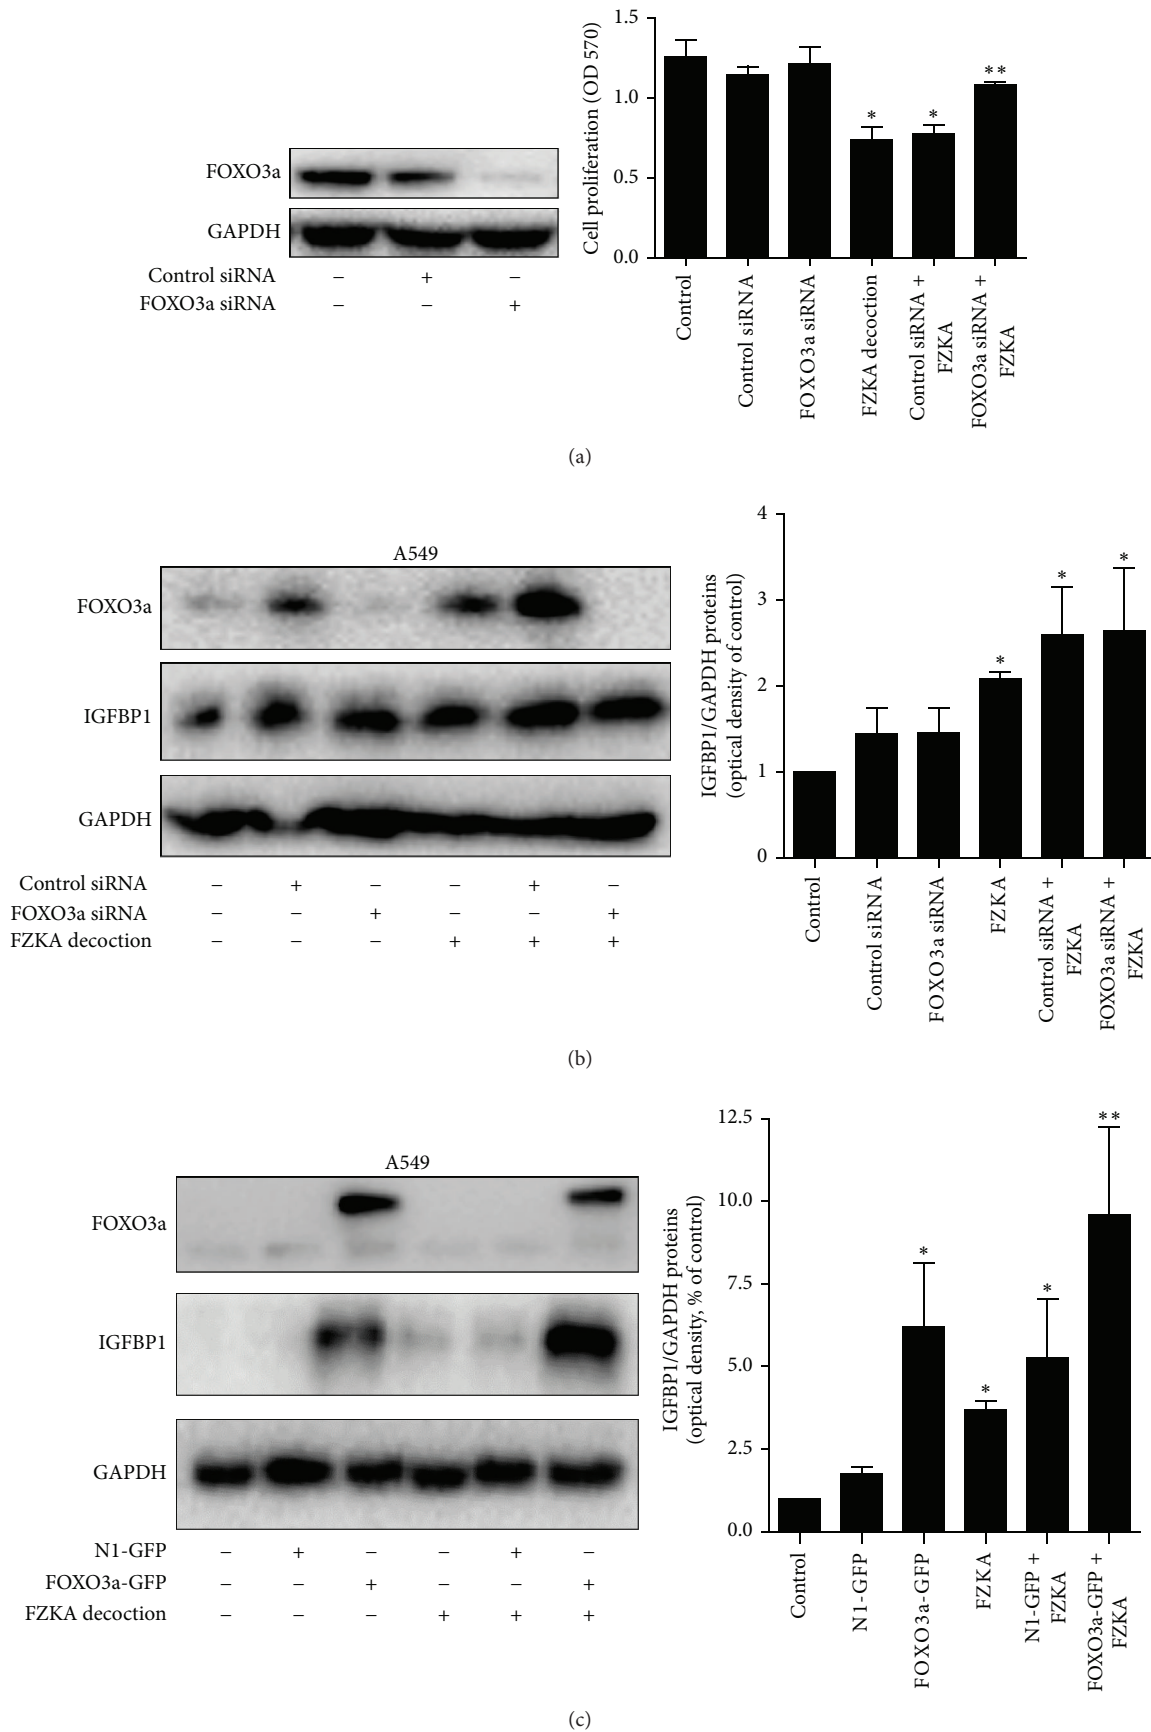 FOXO3a
GAPDH
Control siRNA – + –
FOXO3a siRNA – – +
Cell proliferation (OD 570)
1.5
1.0
0.5
0.0
* * **
Control
Control siRNA
FOXO3a siRNA
FZKA decoction
Control siRNA +
FZKA
FOXO3a siRNA +
FZKA
(a)
A549
FOXO3a
IGFBP1
GAPDH
Control siRNA – + – – + –
FOXO3a siRNA – – + – – +
FZKA decoction – – – + + +
IGFBP1/GAPDH proteins
(optical density of control)
4
3
2
1
0
* * *
Control
Control siRNA
FOXO3a siRNA
FZKA
Control siRNA +
FZKA
FOXO3a siRNA +
FZKA
(b)
A549
FOXO3a
IGFBP1
GAPDH
N1-GFP – + – – + –
FOXO3a-GFP – – + – – +
FZKA decoction – – – + + +
IGFBP1/GAPDH proteins
(optical density, % of control)
12.5
10.0
7.5
5.0
2.5
0.0
* * * **
Control
N1-GFP
FOXO3a-GFP
FZKA
N1-GFP +
FZKA
FOXO3a-GFP +
FZKA
(c)